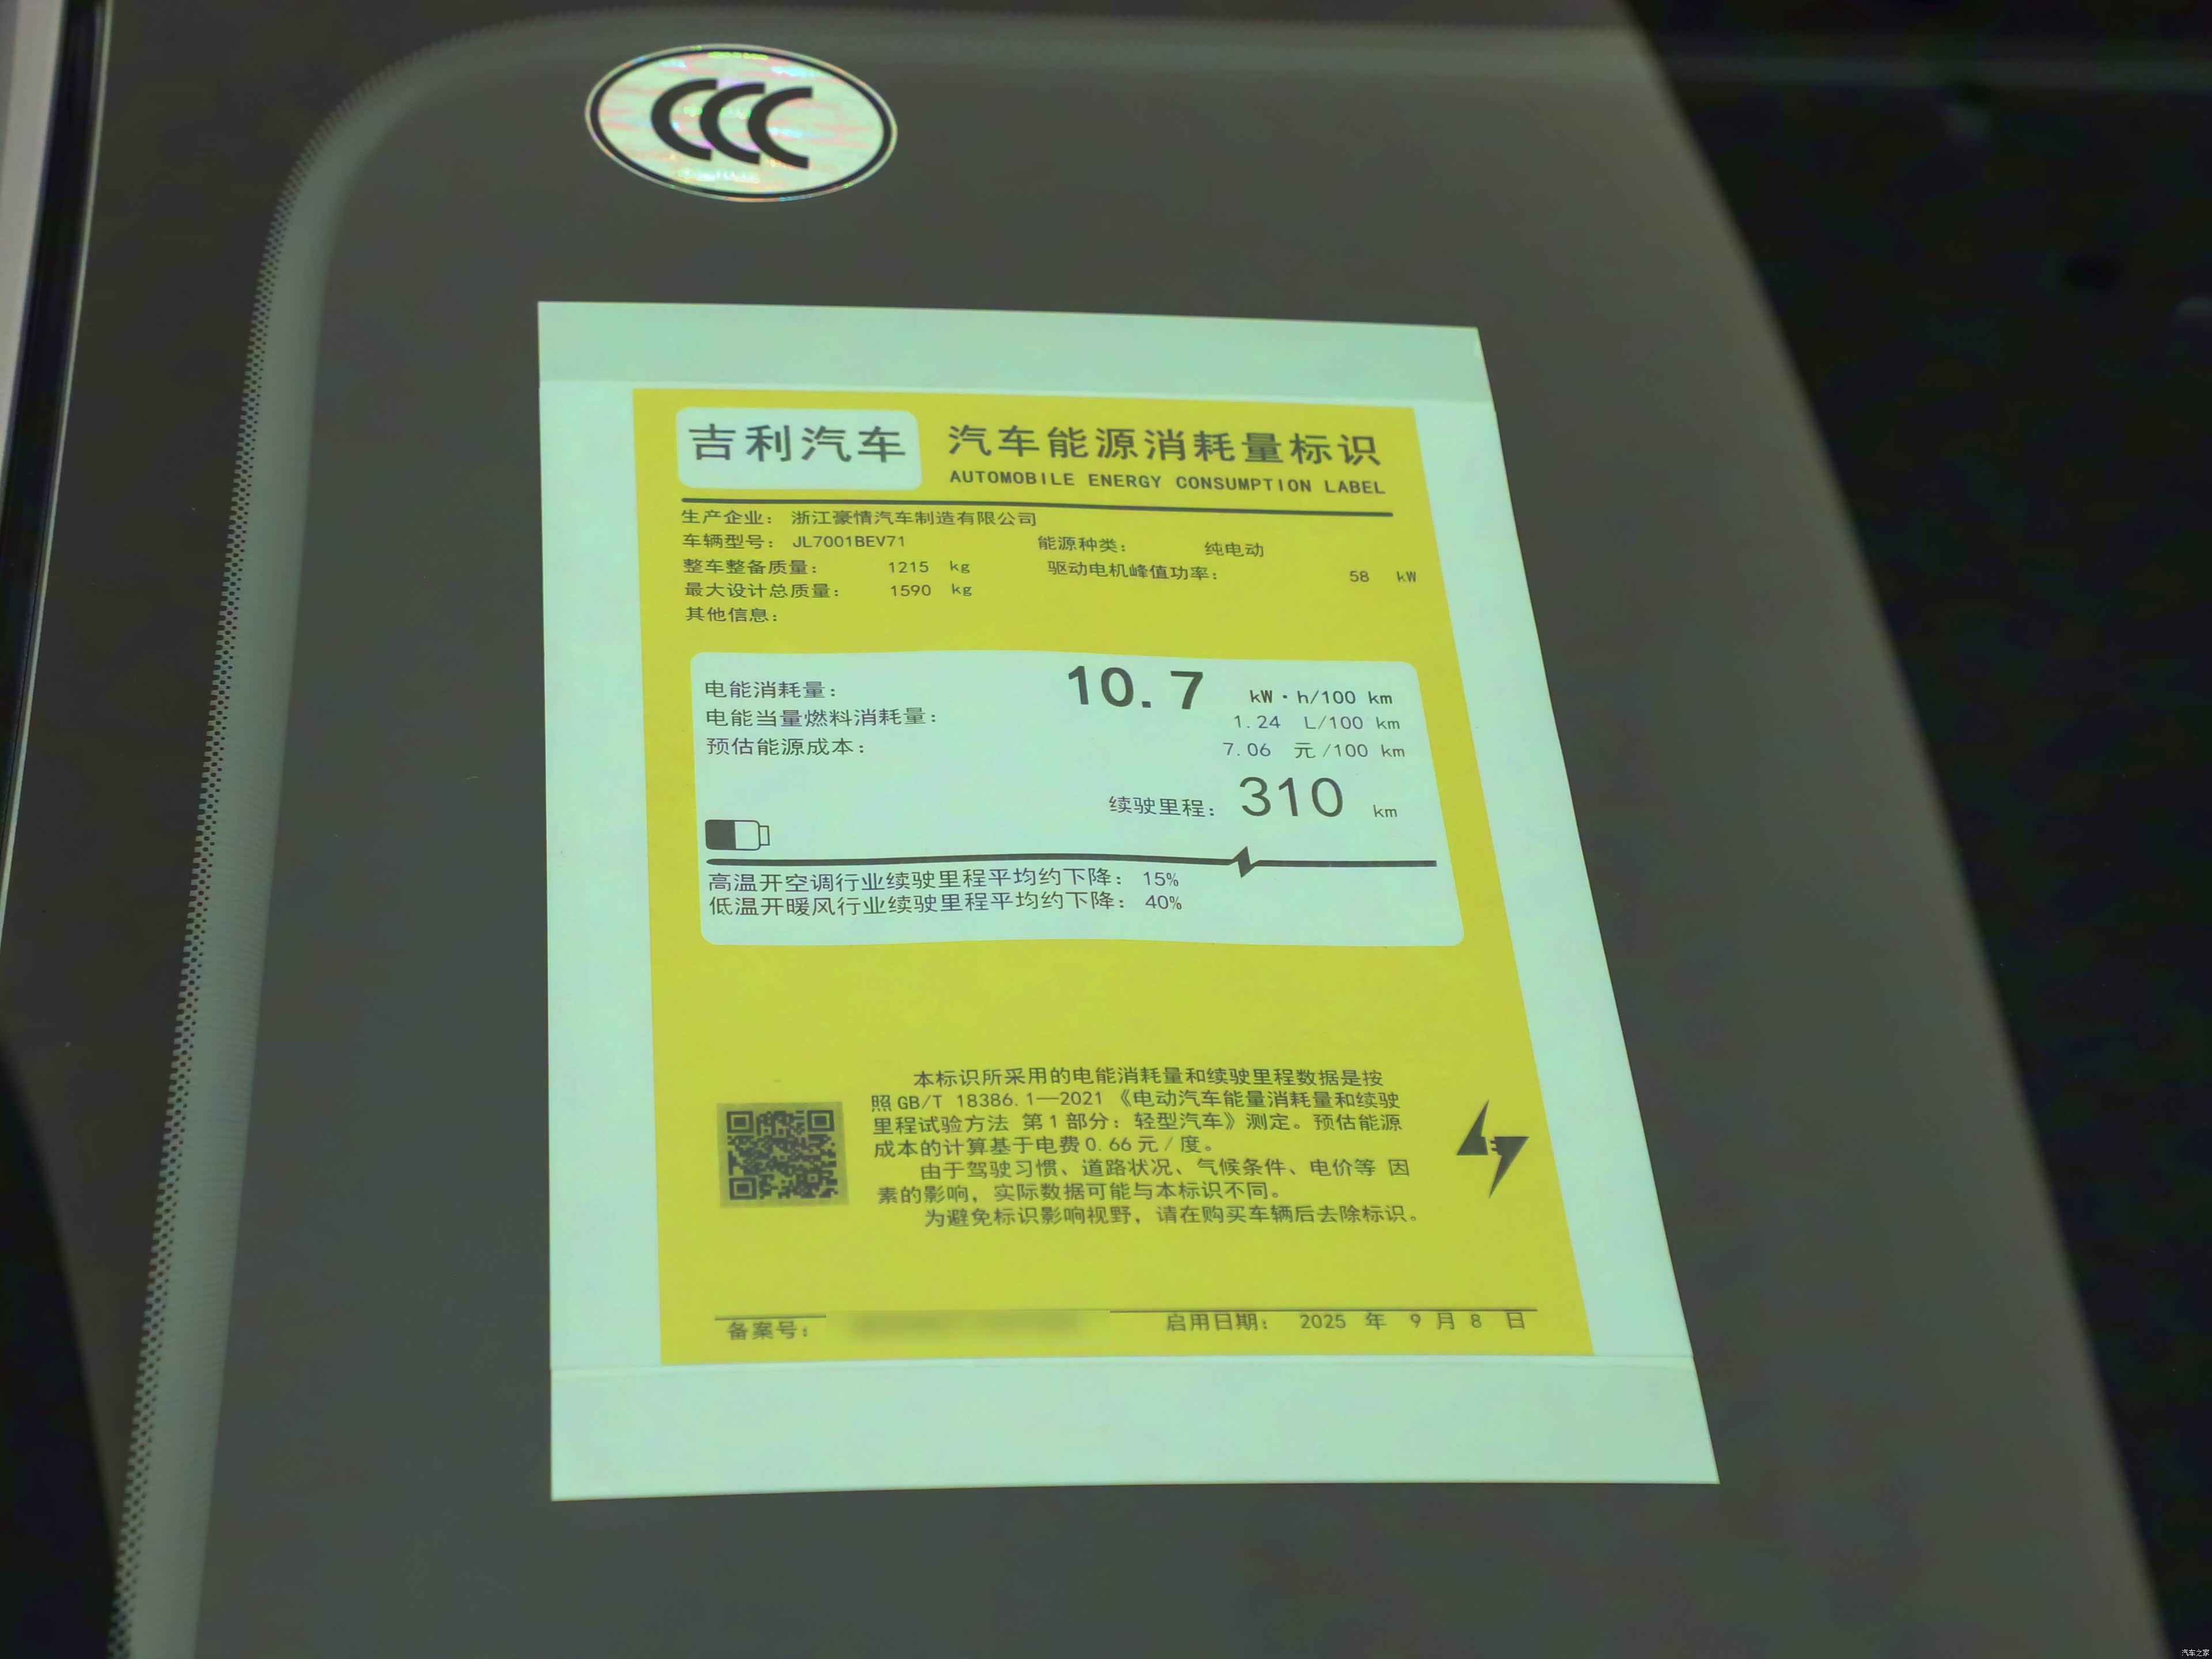 CCC
吉利汽车 汽车能源消耗量标识
AUTOMOBILE ENERGY CONSUMPTION LABEL
生产企业: 浙江豪情汽车制造有限公司
车辆型号: JL7001BEV71 能源种类: 纯电动
整车整备质量: 1215 kg 驱动电机峰值功率: 58 kW
最大设计总质量: 1590 kg
其他信息:
电能消耗量: 10.7 kW·h/100 km
电能当量燃料消耗量: 1.24 L/100 km
预估能源成本: 7.06 元/100 km
续驶里程: 310 km
高温开空调行业续驶里程平均约下降: 15%
低温开暖风行业续驶里程平均约下降: 40%
本标识所采用的电能消耗量和续驶里程数据是按
照GB/T 18386.1—2021《电动汽车能量消耗量和续驶
里程试验方法 第1部分: 轻型汽车》测定。预估能源
成本的计算基于电费0.66元/度。
由于驾驶习惯、道路状况、气候条件、电价等 因
素的影响, 实际数据可能与本标识不同。
为避免标识影响视野, 请在购买车辆后去除标识。
备案号: 启用日期: 2025 年 9 月 8 日
汽车之家